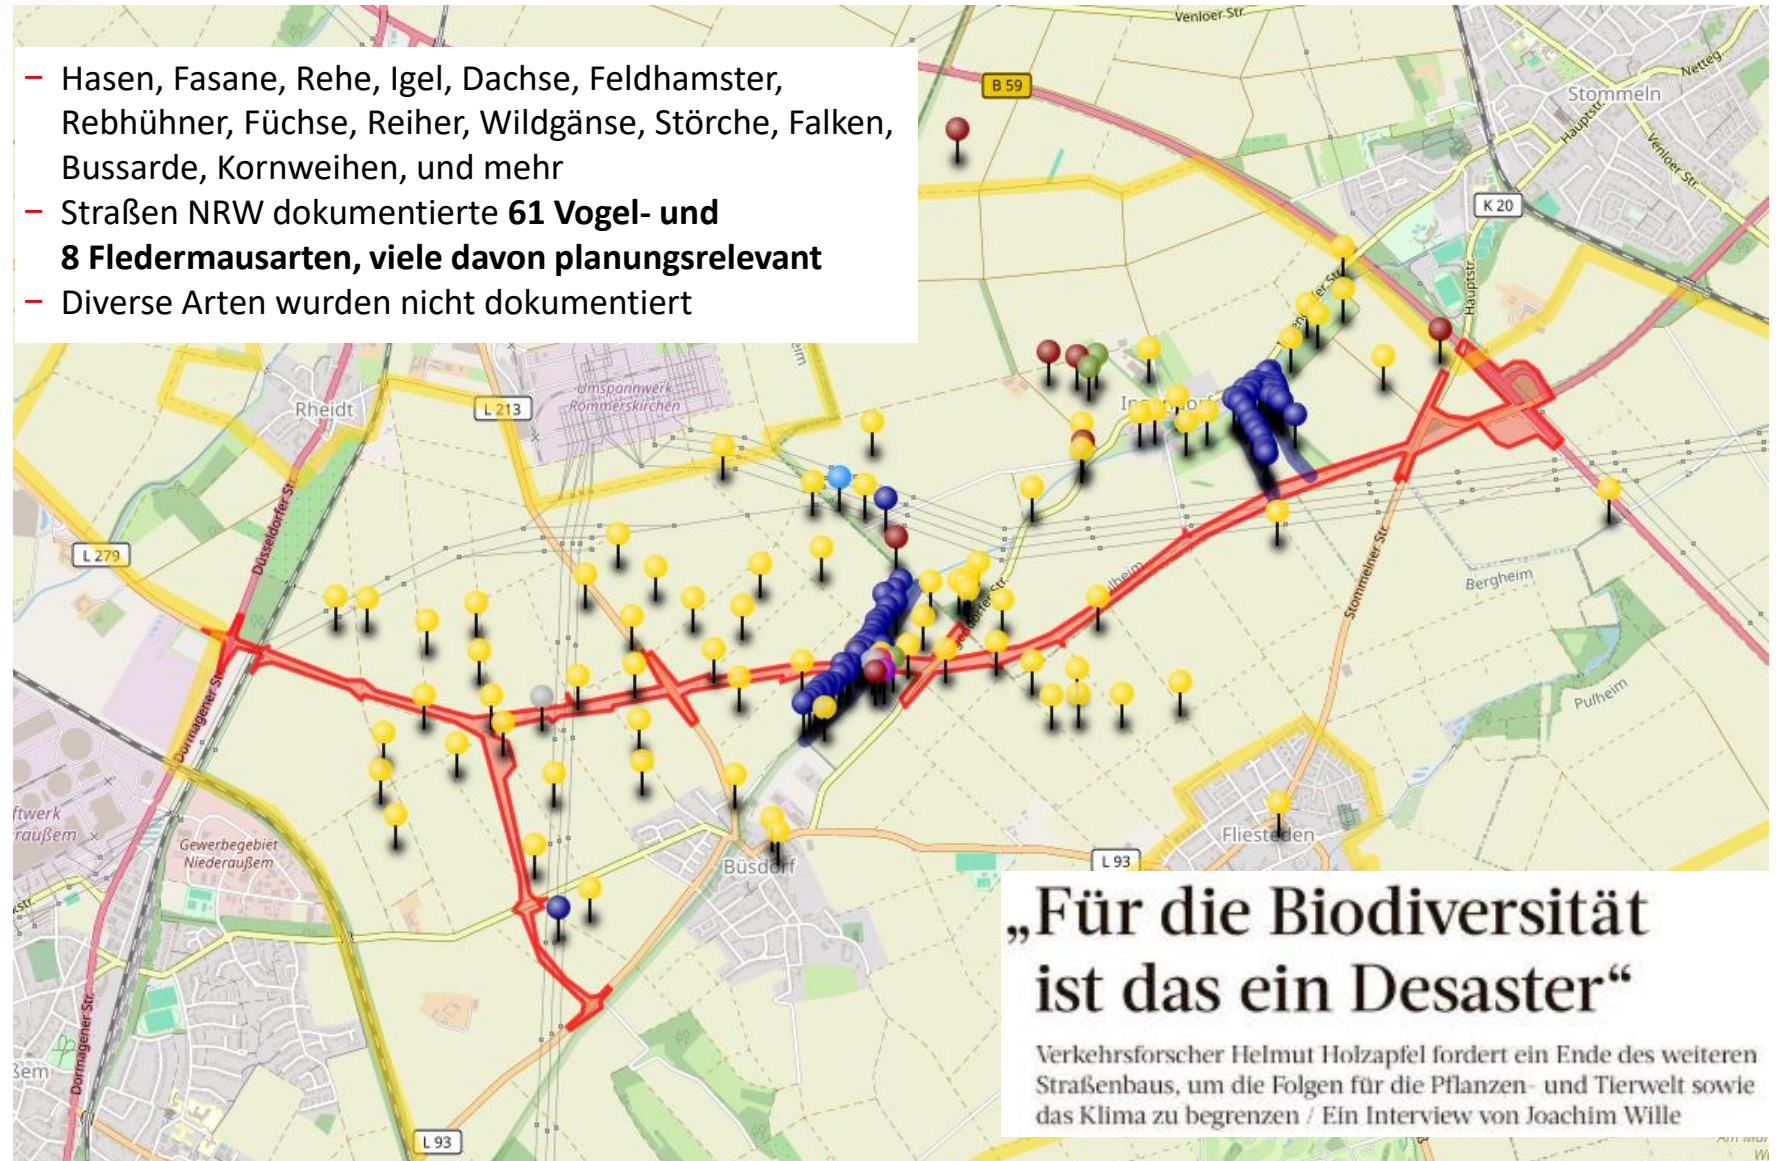 Venloer Str.
– Hasen, Fasane, Rehe, Igel, Dachse, Feldhamster,
Rebhühner, Füchse, Reiher, Wildgänse, Störche, Falken,
Bussarde, Kornweihen, und mehr
– Straßen NRW dokumentierte 61 Vogel- und
8 Fledermausarten, viele davon planungsrelevant
– Diverse Arten wurden nicht dokumentiert
B 59
Netteg.
Stommeln
Hauptstr.
Venloer Str.
K 20
Hauptstr.
Umspannwerk
Rommerskirchen
Rheidt
L 213
L 279
Düsseldorfer Str.
Bergheim
Stommelner Str.
Pulheim
Dormagener Str.
Gewerbegebiet
Niederaußem
Büsdorf
Fliesteden
L 93
Dormagener Str.
L 93
„Für die Biodiversität
ist das ein Desaster“
Verkehrsforscher Helmut Holzapfel fordert ein Ende des weiteren
Straßenbaus, um die Folgen für die Pflanzen- und Tierwelt sowie
das Klima zu begrenzen / Ein Interview von Joachim Wille